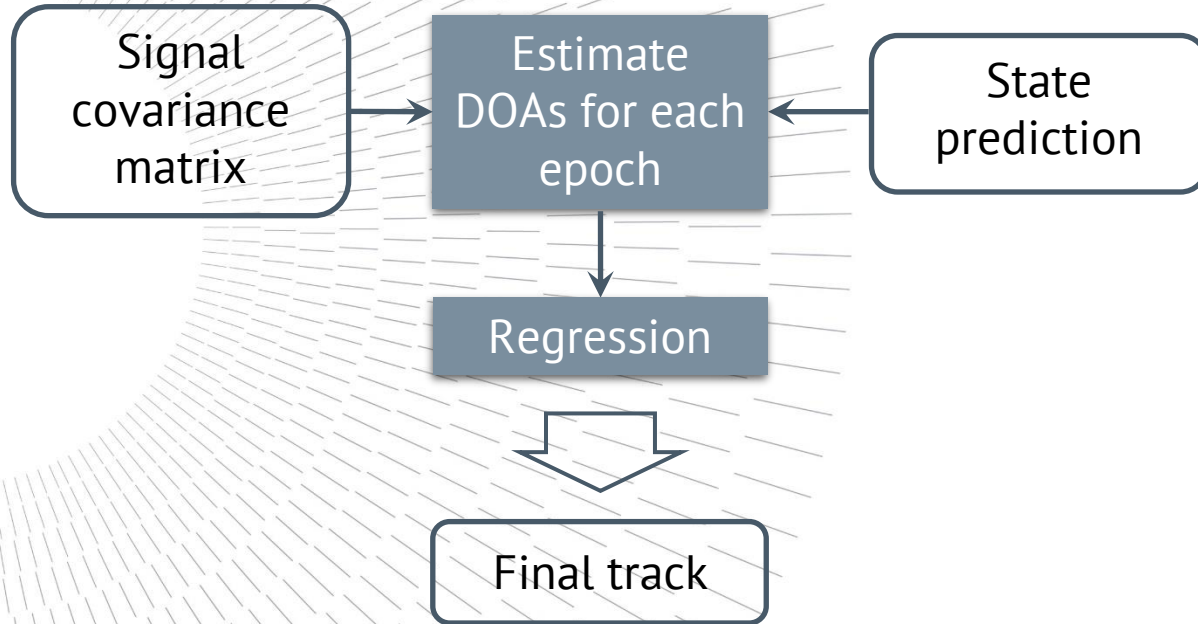 Signal
covariance
matrix
Estimate
DOAs for each
epoch
State
prediction
Regression
Final track